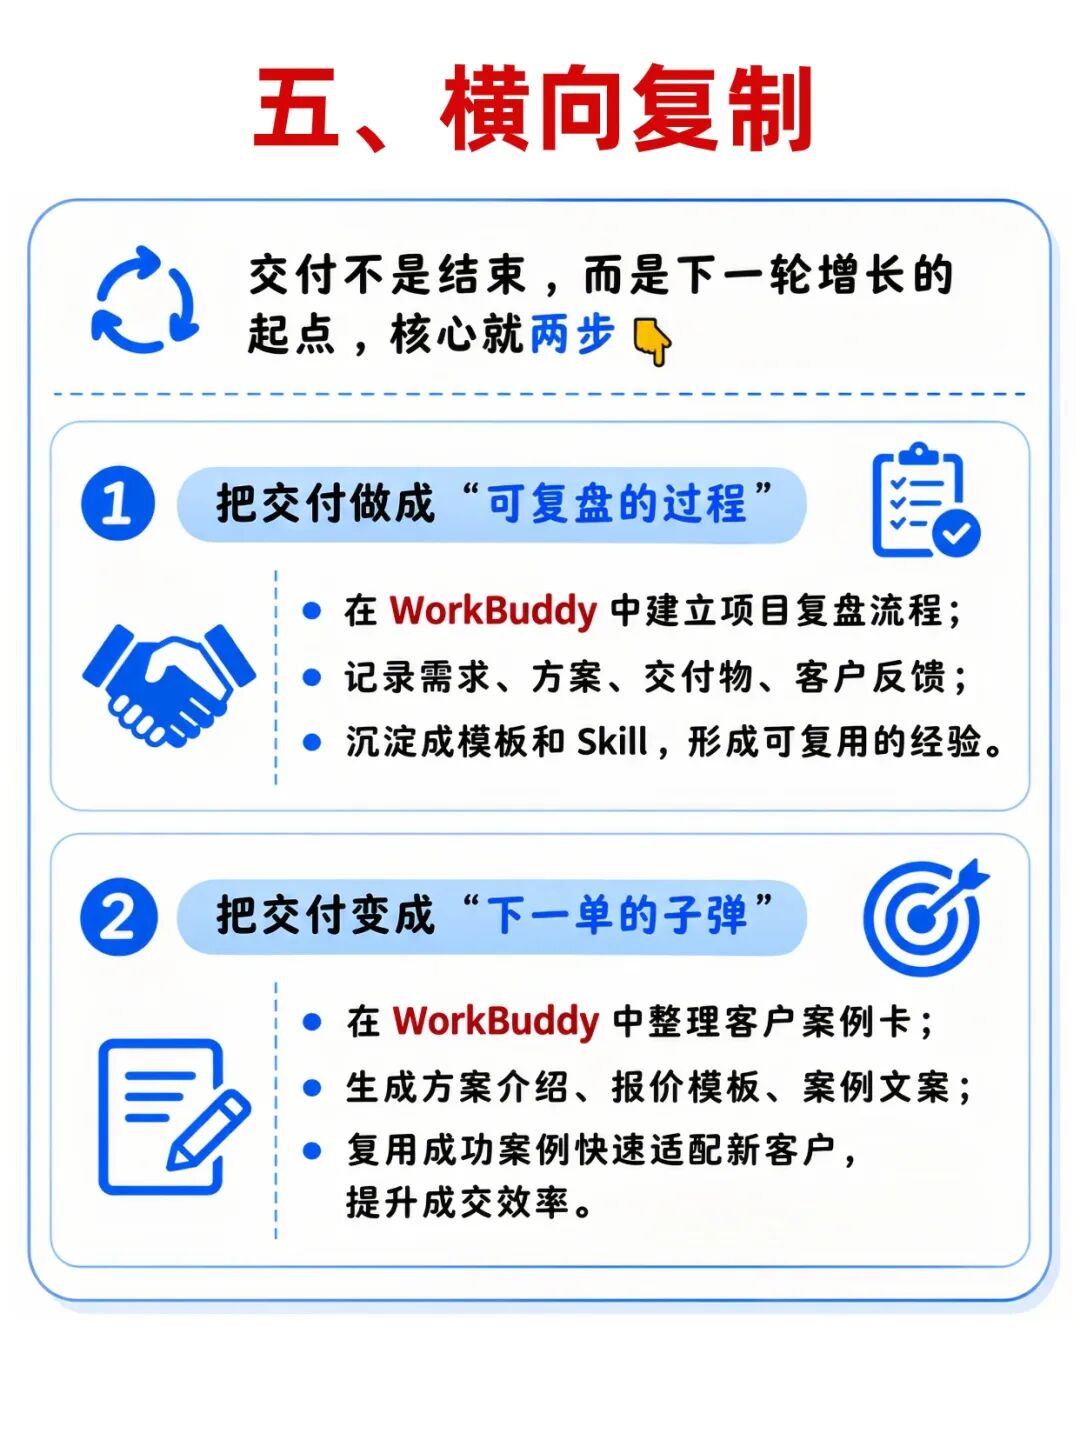 五、横向复制
交付不是结束，而是下一轮增长的
起点，核心就两步👇
1 把交付做成“可复盘的过程”
在 WorkBuddy 中建立项目复盘流程；
记录需求、方案、交付物、客户反馈；
沉淀成模板和 Skill，形成可复用的经验。
2 把交付变成“下一单的子弹”
在 WorkBuddy 中整理客户案例卡；
生成方案介绍、报价模板、案例文案；
复用成功案例快速适配新客户，
提升成交效率。